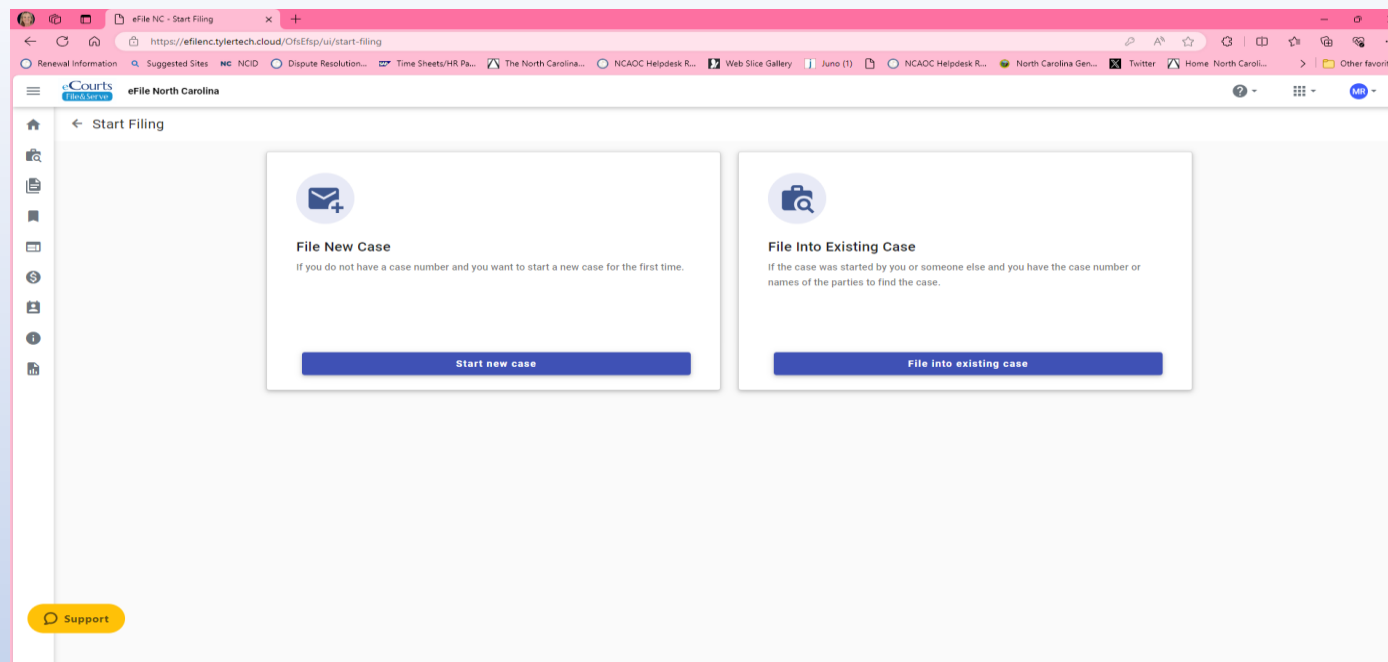 eFile NC - Start Filing
https://efilenc.tylertech.cloud/OfsEfsp/ui/start-filing
Renewal Information Suggested Sites NC NCID Dispute Resolution... Time Sheets/HR Pa... The North Carolina... NCAOC Helpdesk R... Web Slice Gallery j Juno (1) NCAOC Helpdesk R... North Carolina Gen... X Twitter Home North Caroli... Other favorit
eCourts
File&Serve
eFile North Carolina
? MR
Start Filing
File New Case
If you do not have a case number and you want to start a new case for the first time.
Start new case
File Into Existing Case
If the case was started by you or someone else and you have the case number or
names of the parties to find the case.
File into existing case
Support